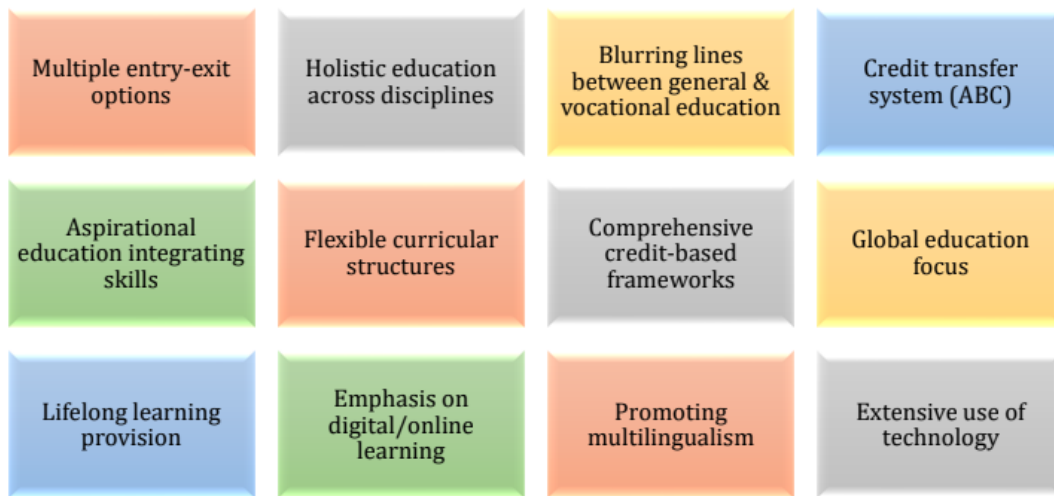 Multiple entry-exit
options
Holistic education
across disciplines
Blurring lines
between general &
vocational education
Credit transfer
system (ABC)
Aspirational
education integrating
skills
Flexible curricular
structures
Comprehensive
credit-based
frameworks
Global education
focus
Lifelong learning
provision
Emphasis on
digital/online
learning
Promoting
multilingualism
Extensive use of
technology